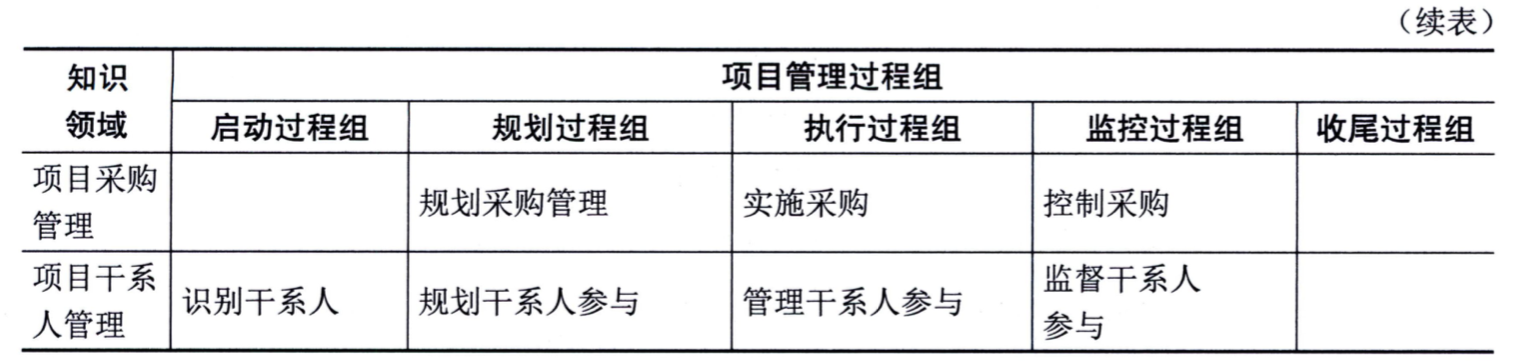 （续表）
知识
领域
项目管理过程组
启动过程组 规划过程组 执行过程组 监控过程组 收尾过程组
项目采购
管理
规划采购管理 实施采购 控制采购
项目干系
人管理
识别干系人 规划干系人参与 管理干系人参与
监督干系人
参与